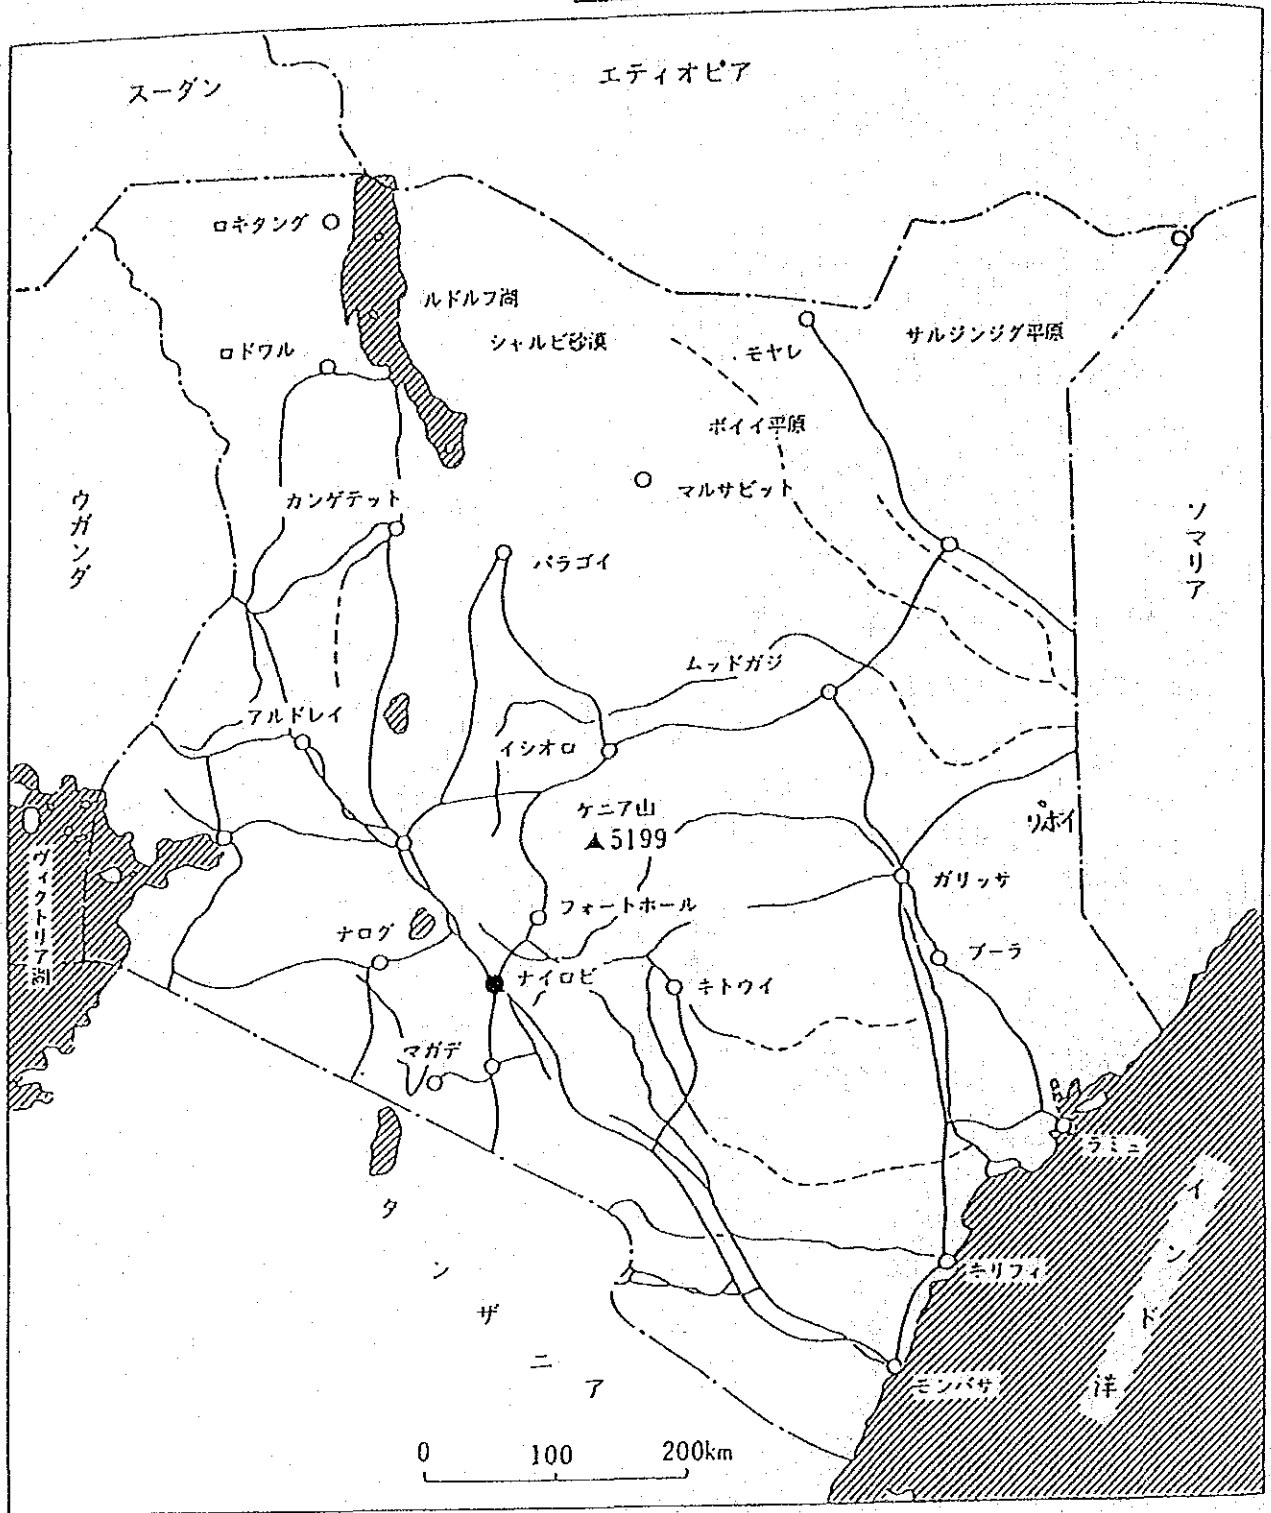 スーダン
エティオピア
ロキタング
ルドルフ湖
シャルビ砂漠
モヤレ
サルジンジグ平原
ロドワル
ボイイ平原
マルサビット
カンゲテット
ウガンダ
ソマリア
バラゴイ
ムッドガジ
アルドレイ
イシオロ
ケニア山
▲5199
リボイ
ヴィクトリア湖
ガリッサ
フォートホール
ナログ
ブーラ
ナイロビ
キトウイ
マガデ
ラミュ
タンザニア
キリフィ
インド洋
モンバサ
0 100 200km